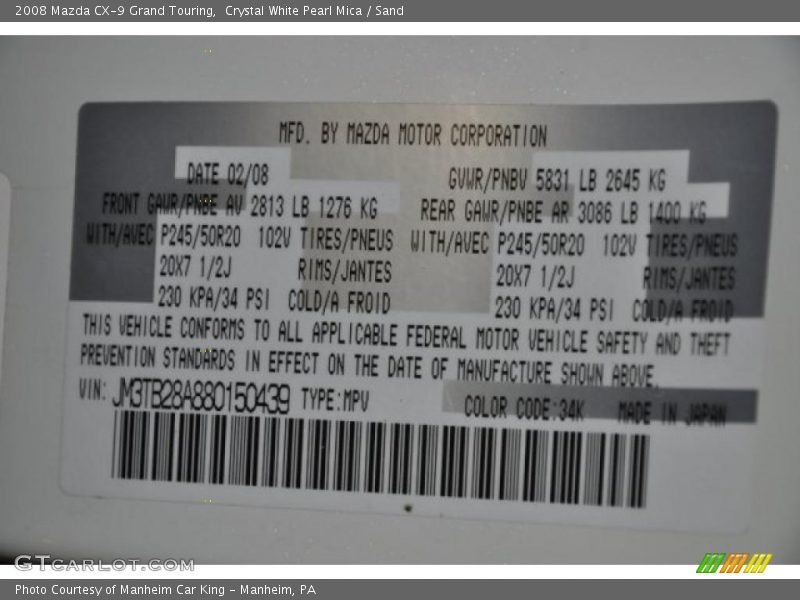 2008 Mazda CX-9 Grand Touring, Crystal White Pearl Mica / Sand
MFD. BY MAZDA MOTOR CORPORATION
DATE 02/08 GVWR/PNBV 5831 LB 2645 KG
FRONT GAWR/PNBE AV 2813 LB 1276 KG REAR GAWR/PNBE AR 3086 LB 1400 KG
WITH/AVEC P245/50R20 102V TIRES/PNEUS WITH/AVEC P245/50R20 102V TIRES/PNEUS
20X7 1/2J RIMS/JANTES 20X7 1/2J RIMS/JANTES
230 KPA/34 PSI COLD/A FROID 230 KPA/34 PSI COLD/A FROID
THIS VEHICLE CONFORMS TO ALL APPLICABLE FEDERAL MOTOR VEHICLE SAFETY AND THEFT
PREVENTION STANDARDS IN EFFECT ON THE DATE OF MANUFACTURE SHOWN ABOVE.
VIN: JM3TB28A880150439 TYPE:MPV COLOR CODE:34K MADE IN JAPAN
GTCARLOT.COM
Photo Courtesy of Manheim Car King - Manheim, PA